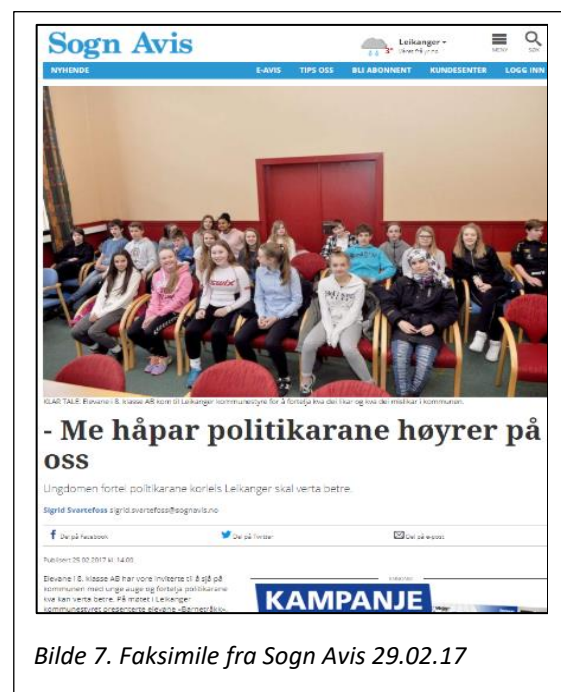 Sogn Avis
Leikanger
3°
MENY
SØK
NYHENDE E-AVIS TIPS OSS BLI ABONNENT KUNDESENTER LOGG INN
KLAR TALE: Elevane i 8. klasse AB kom til Leikanger kommunestyre for å fortelja kva dei likar og kva dei mislikar i kommunen.
- Me håpar politikarane høyrer på
oss
Ungdomen fortel politikarane korleis Leikanger skal verta betre.
Sigrid Svartefoss sigrid.svartefoss@sognavis.no
Del på Facebook Del på Twitter Del på e-post
Publisert 29.02.2017 kl. 14:00
Elevane i 8. klasse AB har vore inviterte til å sjå på
kommunen med unge auge og fortelja politikarane
kva kan verta betre. På møtet i Leikanger
kommunestyret presenterte elevane «Barnetråkk».
KAMPANJE
Bilde 7. Faksimile fra Sogn Avis 29.02.17